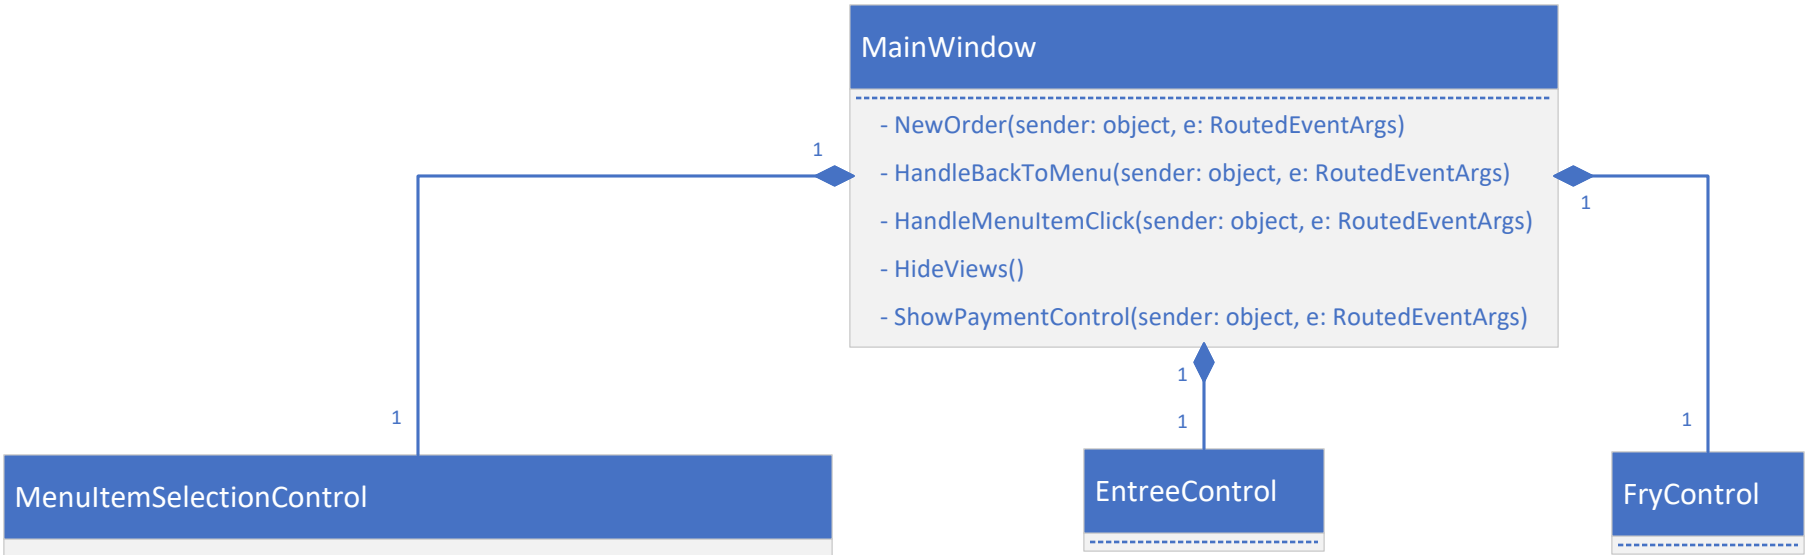 MainWindow
- NewOrder(sender: object, e: RoutedEventArgs)
- HandleBackToMenu(sender: object, e: RoutedEventArgs)
- HandleMenuItemClick(sender: object, e: RoutedEventArgs)
- HideViews()
- ShowPaymentControl(sender: object, e: RoutedEventArgs)
1
1
1
1
1
1
MenuItemSelectionControl
EntreeControl
FryControl